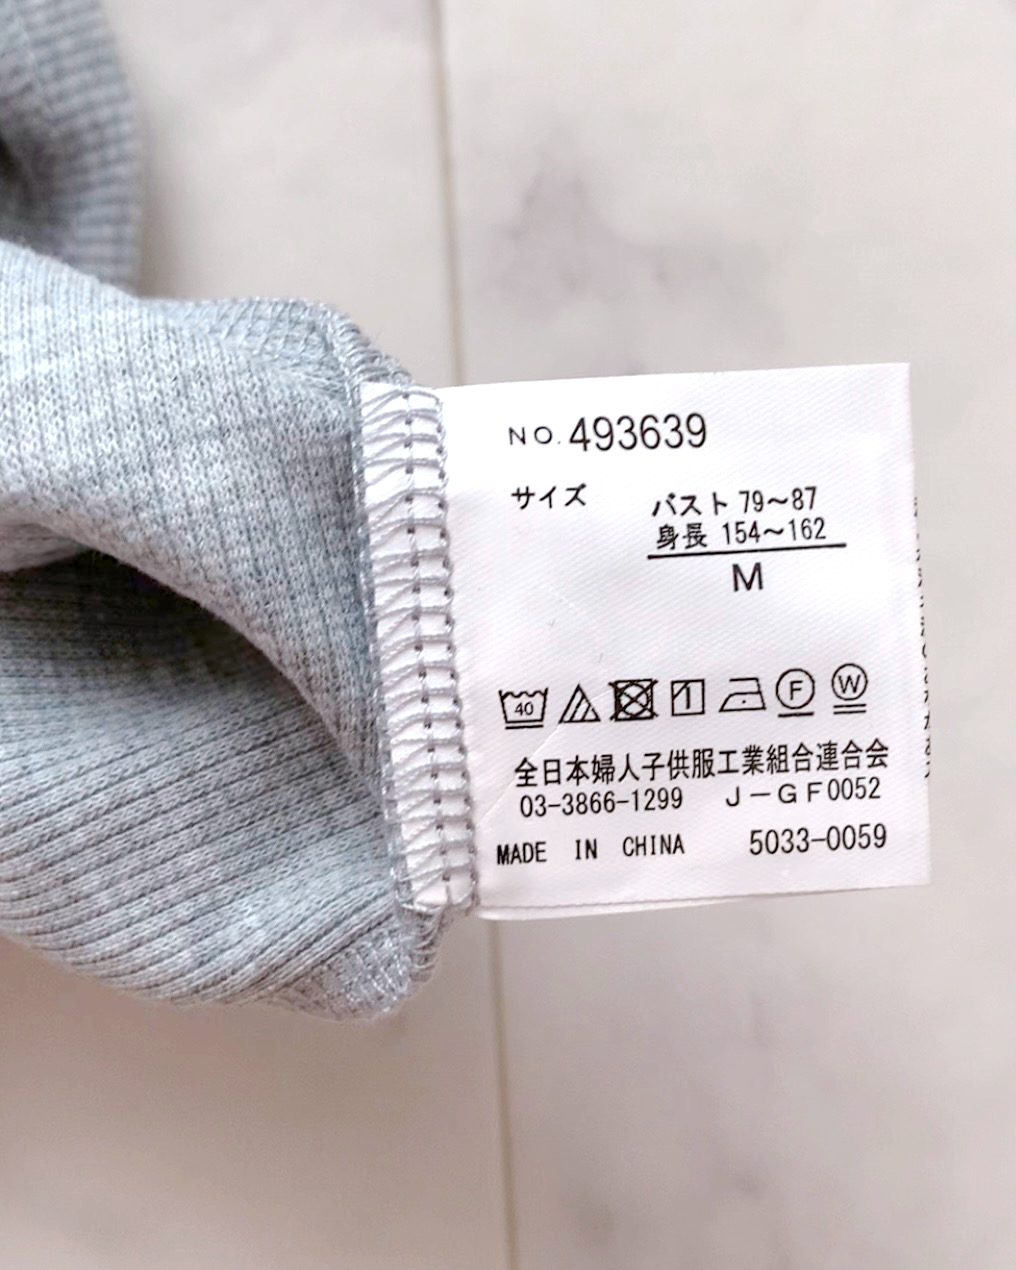 NO. 493639
サイズ
バスト 79〜87
身長 154〜162
M
40
F
W
全日本婦人子供服工業組合連合会
03-3866-1299 J-GF0052
MADE IN CHINA 5033-0059